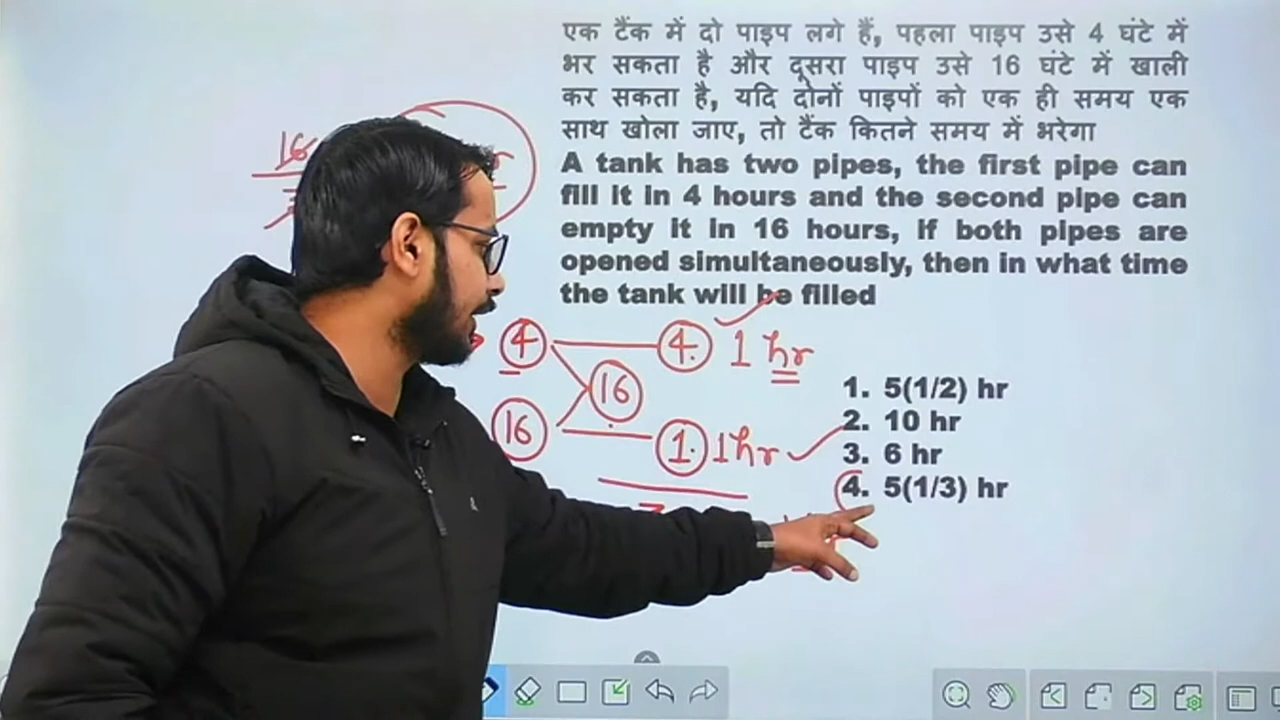 एक टैंक में दो पाइप लगे हैं, पहला पाइप उसे 4 घंटे में
भर सकता है और दूसरा पाइप उसे 16 घंटे में खाली
कर सकता है, यदि दोनों पाइपों को एक ही समय एक
साथ खोला जाए, तो टैंक कितने समय में भरेगा
A tank has two pipes, the first pipe can
fill it in 4 hours and the second pipe can
empty it in 16 hours, if both pipes are
opened simultaneously, then in what time
the tank will be filled
16
4 4. 1 hr
16
16 1. 1hr
1. 5(1/2) hr
2. 10 hr
3. 6 hr
4. 5(1/3) hr